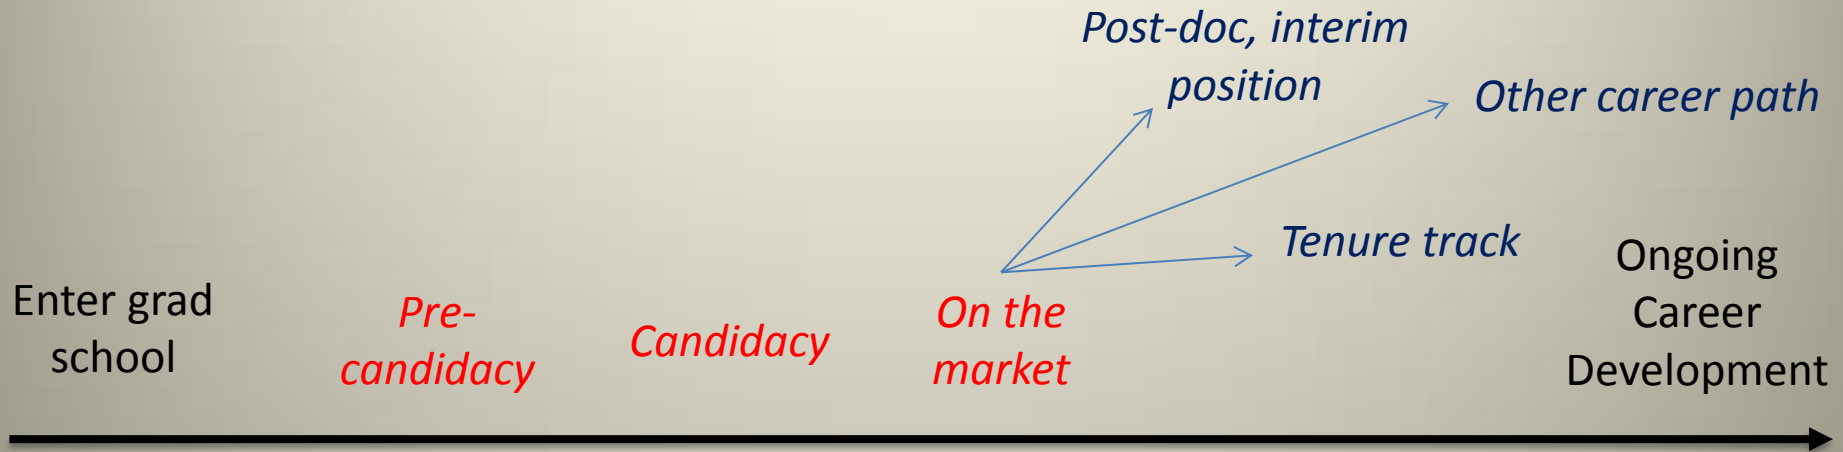 Post-doc, interim
position
Other career path
Tenure track
Enter grad
school
Pre-
candidacy
Candidacy
On the
market
Ongoing
Career
Development